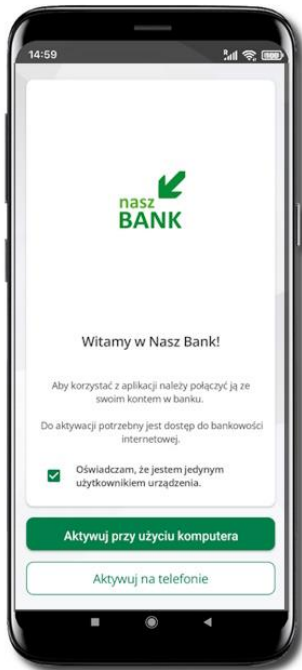 14:59
R
100
nasz
BANK
Witamy w Nasz Bank!
Aby korzystać z aplikacji należy połączyć ją ze
swoim kontem w banku.
Do aktywacji potrzebny jest dostęp do bankowości
internetowej.
Oświadczam, że jestem jedynym
użytkownikiem urządzenia.
Aktywuj przy użyciu komputera
Aktywuj na telefonie